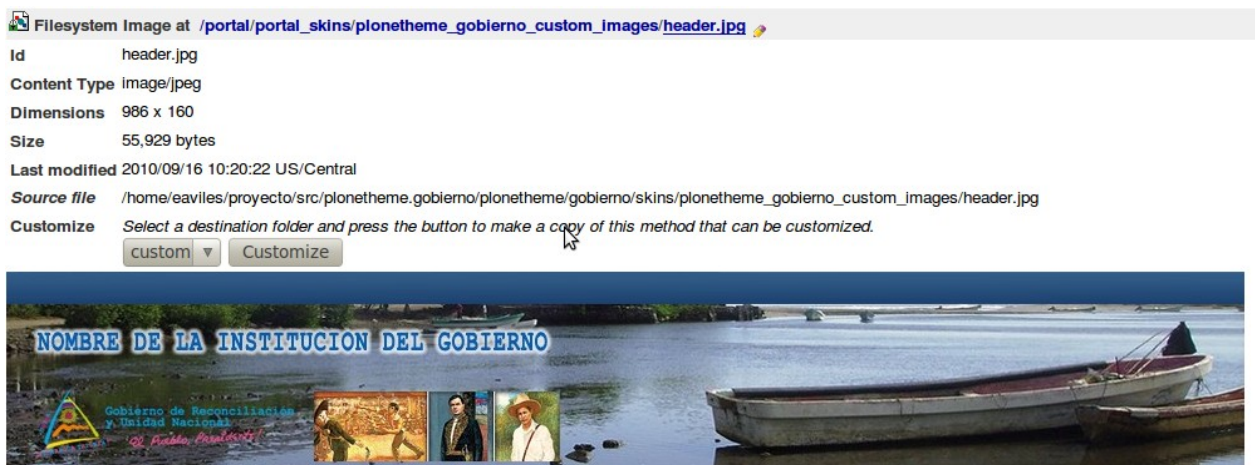 Filesystem Image at /portal/portal_skins/plonetheme_gobierno_custom_images/header.jpg
Id header.jpg
Content Type image/jpeg
Dimensions 986 x 160
Size 55,929 bytes
Last modified 2010/09/16 10:20:22 US/Central
Source file /home/eaviles/proyecto/src/plonetheme.gobierno/plonetheme/gobierno/skins/plonetheme_gobierno_custom_images/header.jpg
Customize Select a destination folder and press the button to make a copy of this method that can be customized.
custom Customize
NOMBRE DE LA INSTITUCION DEL GOBIERNO
Gobierno de Reconciliación
y Unidad Nacional
El Pueblo, Presidente!